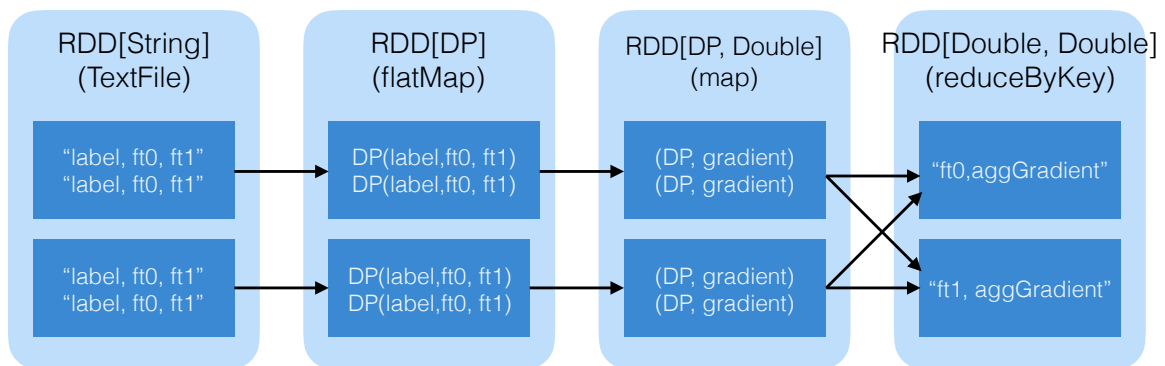 RDD[String]
(TextFile)
“label, ft0, ft1”
“label, ft0, ft1”
“label, ft0, ft1”
“label, ft0, ft1”
RDD[DP]
(flatMap)
DP(label,ft0, ft1)
DP(label,ft0, ft1)
DP(label,ft0, ft1)
DP(label,ft0, ft1)
RDD[DP, Double]
(map)
(DP, gradient)
(DP, gradient)
(DP, gradient)
(DP, gradient)
RDD[Double, Double]
(reduceByKey)
“ft0,aggGradient”
“ft1, aggGradient”